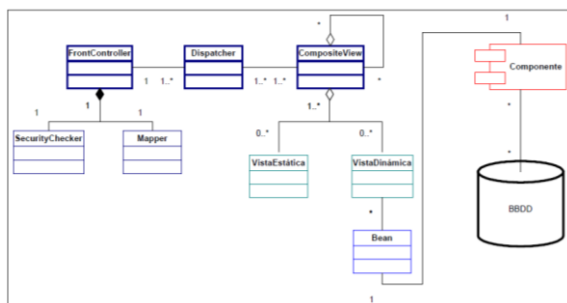 *
1
FrontController
Dispatcher
CompositeView
Componente
1
1..*
1..*
1..*
*
1
1
1
1..*
*
SecurityChecker
Mapper
0..*
0..*
*
VistaEstática
VistaDinámica
BBDD
*
Bean
1